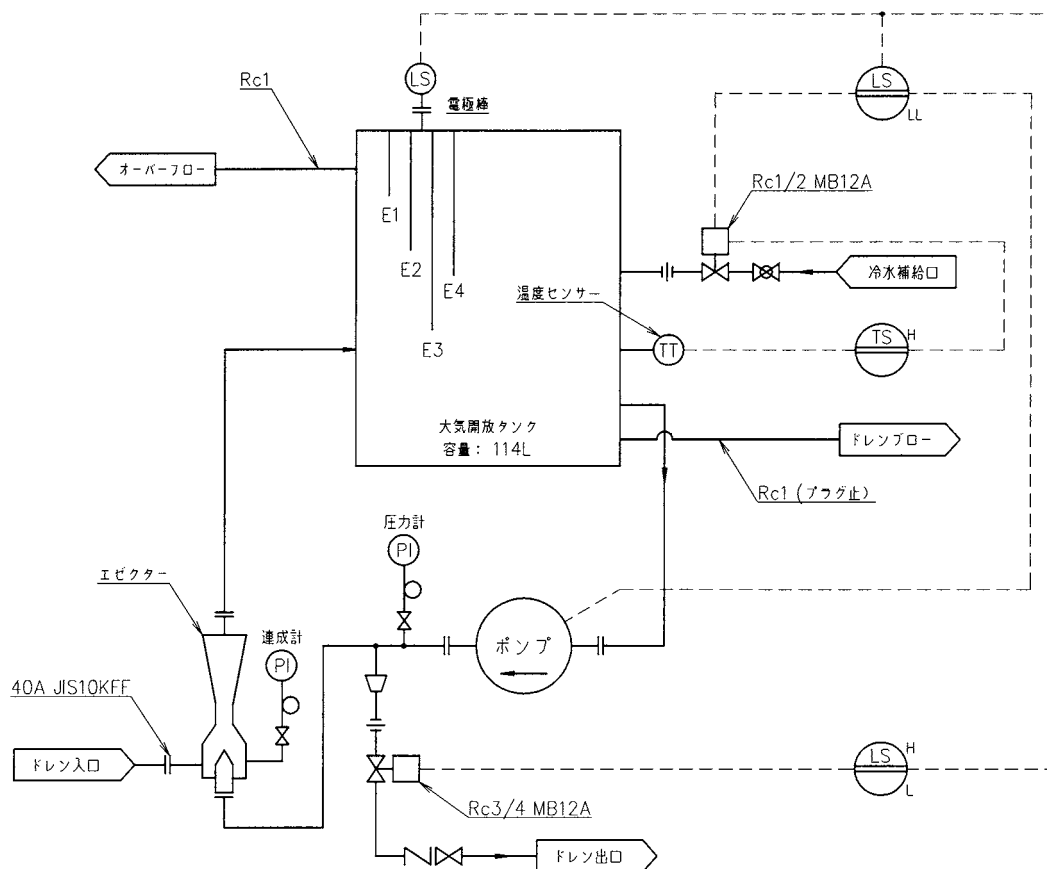 LS
Rc1
電極棒
LS
LL
オーバーフロー
Rc1/2 MB12A
E1
E2
E4
E3
冷水補給口
温度センサー
TT
TS
H
大気開放タンク
容量： 114L
ドレンブロー
Rc1 (プラグ止)
圧力計
PI
エゼクター
連成計
PI
ポンプ
40A JIS10KFF
ドレン入口
LS
H
L
Rc3/4 MB12A
ドレン出口